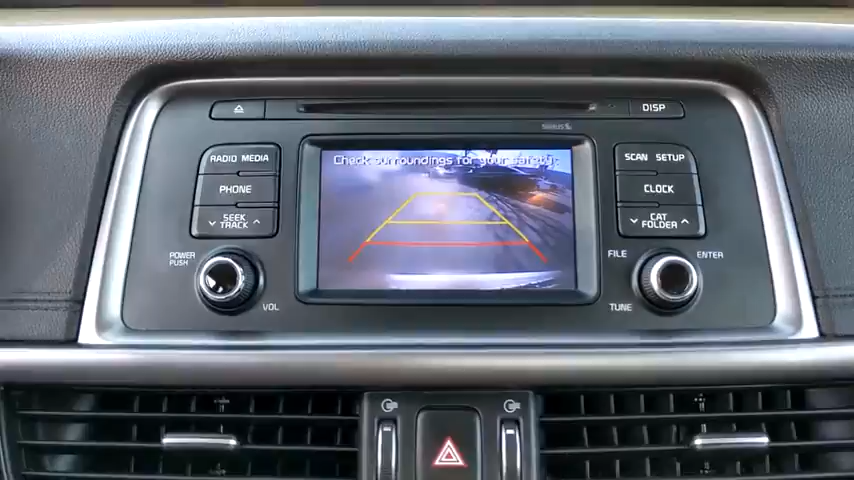 DISP
SIRIUS
RADIO MEDIA
PHONE
SEEK
TRACK
POWER
PUSH
VOL
Check surroundings for your safety
SCAN SETUP
CLOCK
CAT
FOLDER
FILE
ENTER
TUNE